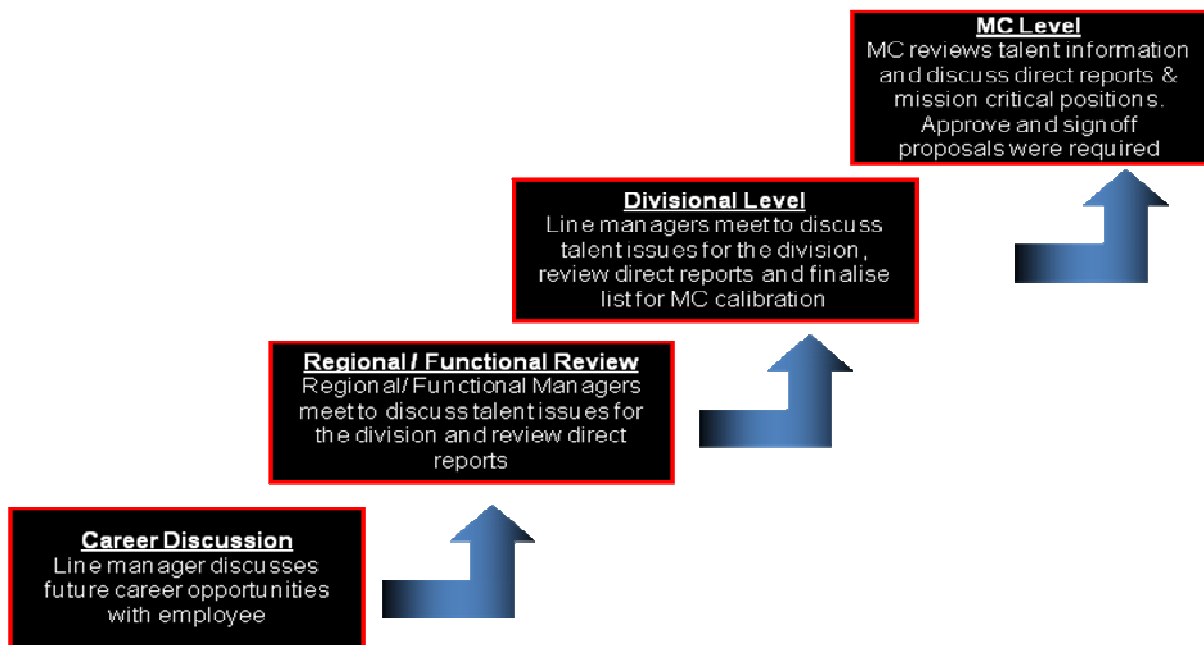 MC Level
MC reviews talent information
and discuss direct reports &
mission critical positions.
Approve and signoff
proposals were required
Divisional Level
Line managers meet to discuss
talent issues for the division,
review direct reports and finalise
list for MC calibration
Regional / Functional Review
Regional/ Functional Managers
meet to discuss talent issues for
the division and review direct
reports
Career Discussion
Line manager discusses
future career opportunities
with employee